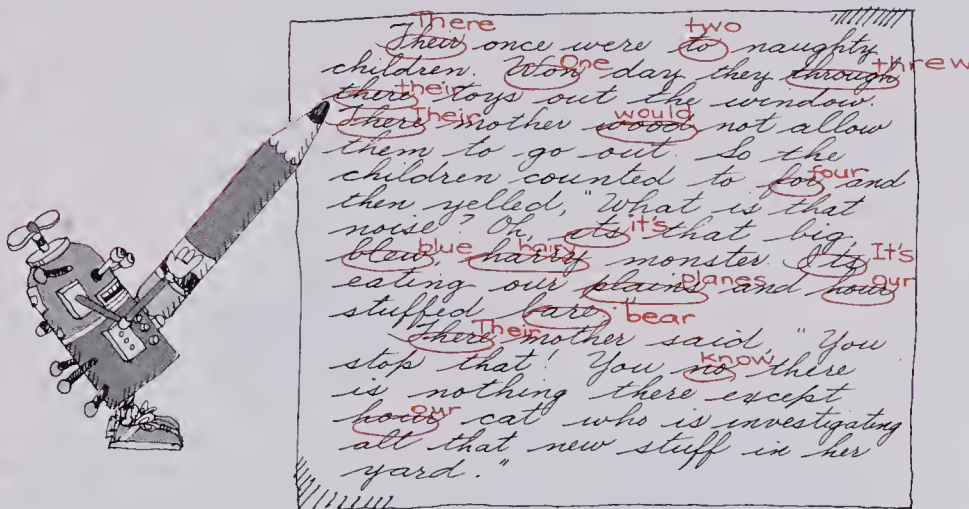 There two
Their once were to naughty
children. Won One day they through threw
there their toys out the window.
There Their mother wood would not allow
them to go out. So the
children counted to for four and
then yelled, "What is that
noise? Oh, its it's that big,
blew blue, harry hairy monster. Its It's
eating our plains planes and hour our
stuffed bare." bear
There Their mother said, "You
stop that! You no know there
is nothing there except
hour our cat who is investigating
all that new stuff in her
yard."